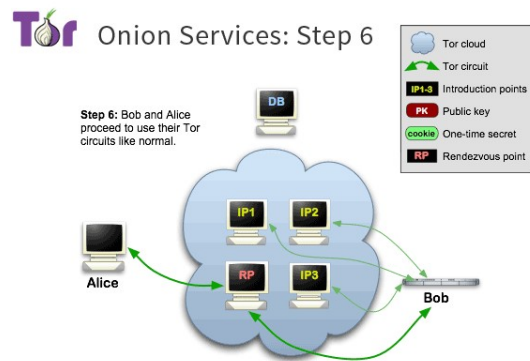 Tor Onion Services: Step 6
Tor cloud
Tor circuit
IP1-3 Introduction points
PK Public key
cookie One-time secret
RP Rendezvous point
DB
Step 6: Bob and Alice
proceed to use their Tor
circuits like normal.
IP1 IP2
Alice
RP IP3
Bob